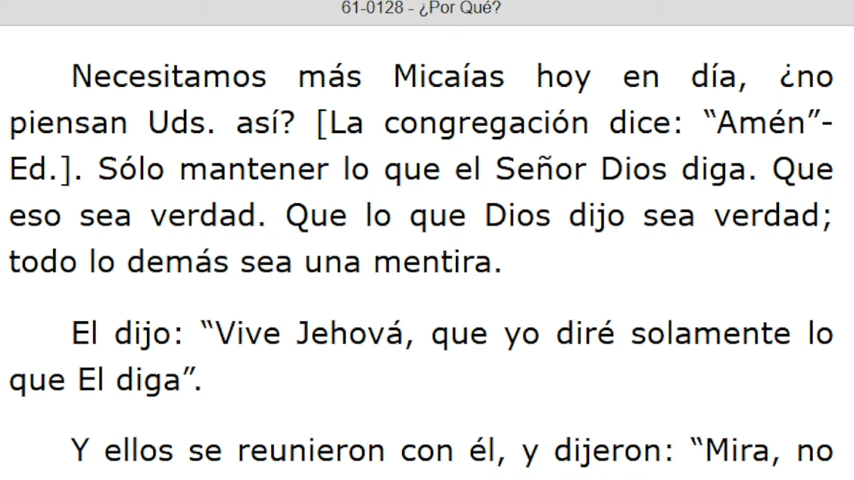 61-0128 - ¿Por Qué?
Necesitamos más Micaías hoy en día, ¿no
piensan Uds. así? [La congregación dice: “Amén”-
Ed.]. Sólo mantener lo que el Señor Dios diga. Que
eso sea verdad. Que lo que Dios dijo sea verdad;
todo lo demás sea una mentira.
El dijo: “Vive Jehová, que yo diré solamente lo
que El diga”.
Y ellos se reunieron con él, y dijeron: “Mira, no